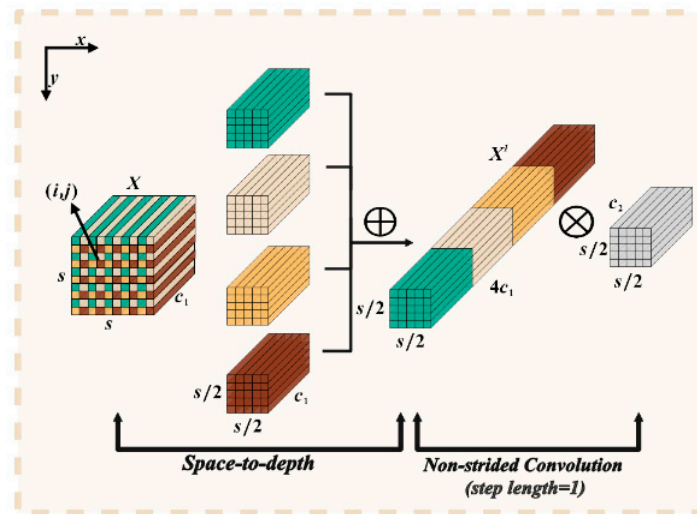 x
y
X
(i,j)
s
s
c₁
s/2
s/2
c₁
X'
s/2
s/2
4c₁
c₂
s/2
s/2
Space-to-depth
Non-strided Convolution
(step length=1)